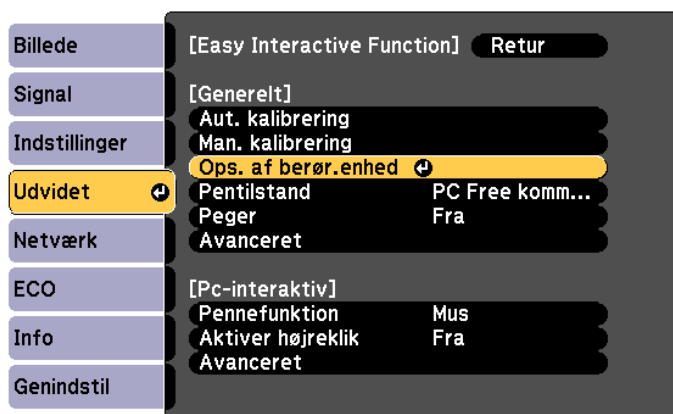 Billede
Signal
Indstillinger
Udvidet
Netværk
ECO
Info
Genindstil
[Easy Interactive Function] Retur
[Generelt]
Aut. kalibrering
Man. kalibrering
Ops. af berør.enhed
Pentilstand PC Free komm...
Peger Fra
Avanceret
[Pc-interaktiv]
Pennefunktion Mus
Aktiver højreklik Fra
Avanceret